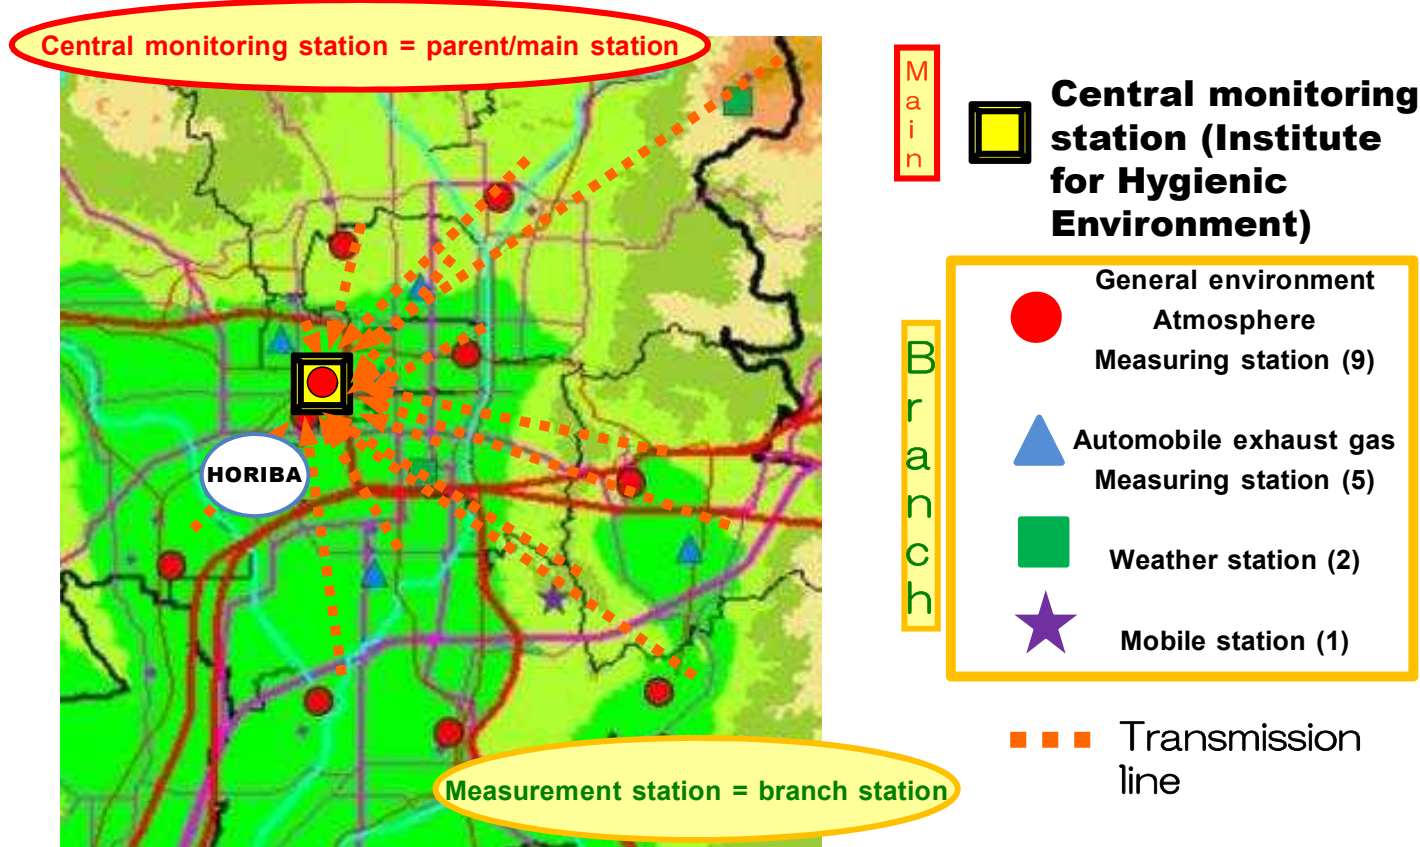 Central monitoring station = parent/main station
HORIBA
Measurement station = branch station
Main
Central monitoring
station (Institute
for Hygienic
Environment)
Branch
General environment
Atmosphere
Measuring station (9)
Automobile exhaust gas
Measuring station (5)
Weather station (2)
Mobile station (1)
Transmission
line